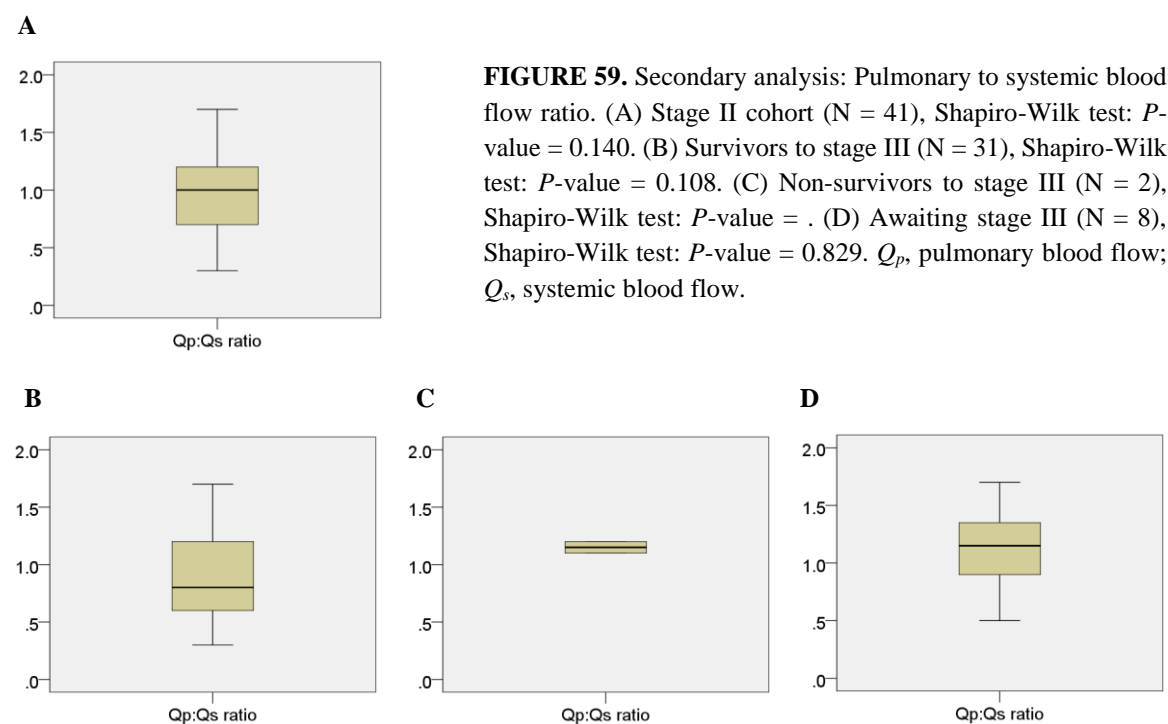 A
2.0
1.5
1.0
.5
.0
Qp:Qs ratio
FIGURE 59. Secondary analysis: Pulmonary to systemic blood
flow ratio. (A) Stage II cohort (N = 41), Shapiro-Wilk test: P-
value = 0.140. (B) Survivors to stage III (N = 31), Shapiro-Wilk
test: P-value = 0.108. (C) Non-survivors to stage III (N = 2),
Shapiro-Wilk test: P-value = . (D) Awaiting stage III (N = 8),
Shapiro-Wilk test: P-value = 0.829. Qp, pulmonary blood flow;
Qs, systemic blood flow.
B
2.0
1.5
1.0
.5
.0
Qp:Qs ratio
C
2.0
1.5
1.0
.5
.0
Qp:Qs ratio
D
2.0
1.5
1.0
.5
.0
Qp:Qs ratio